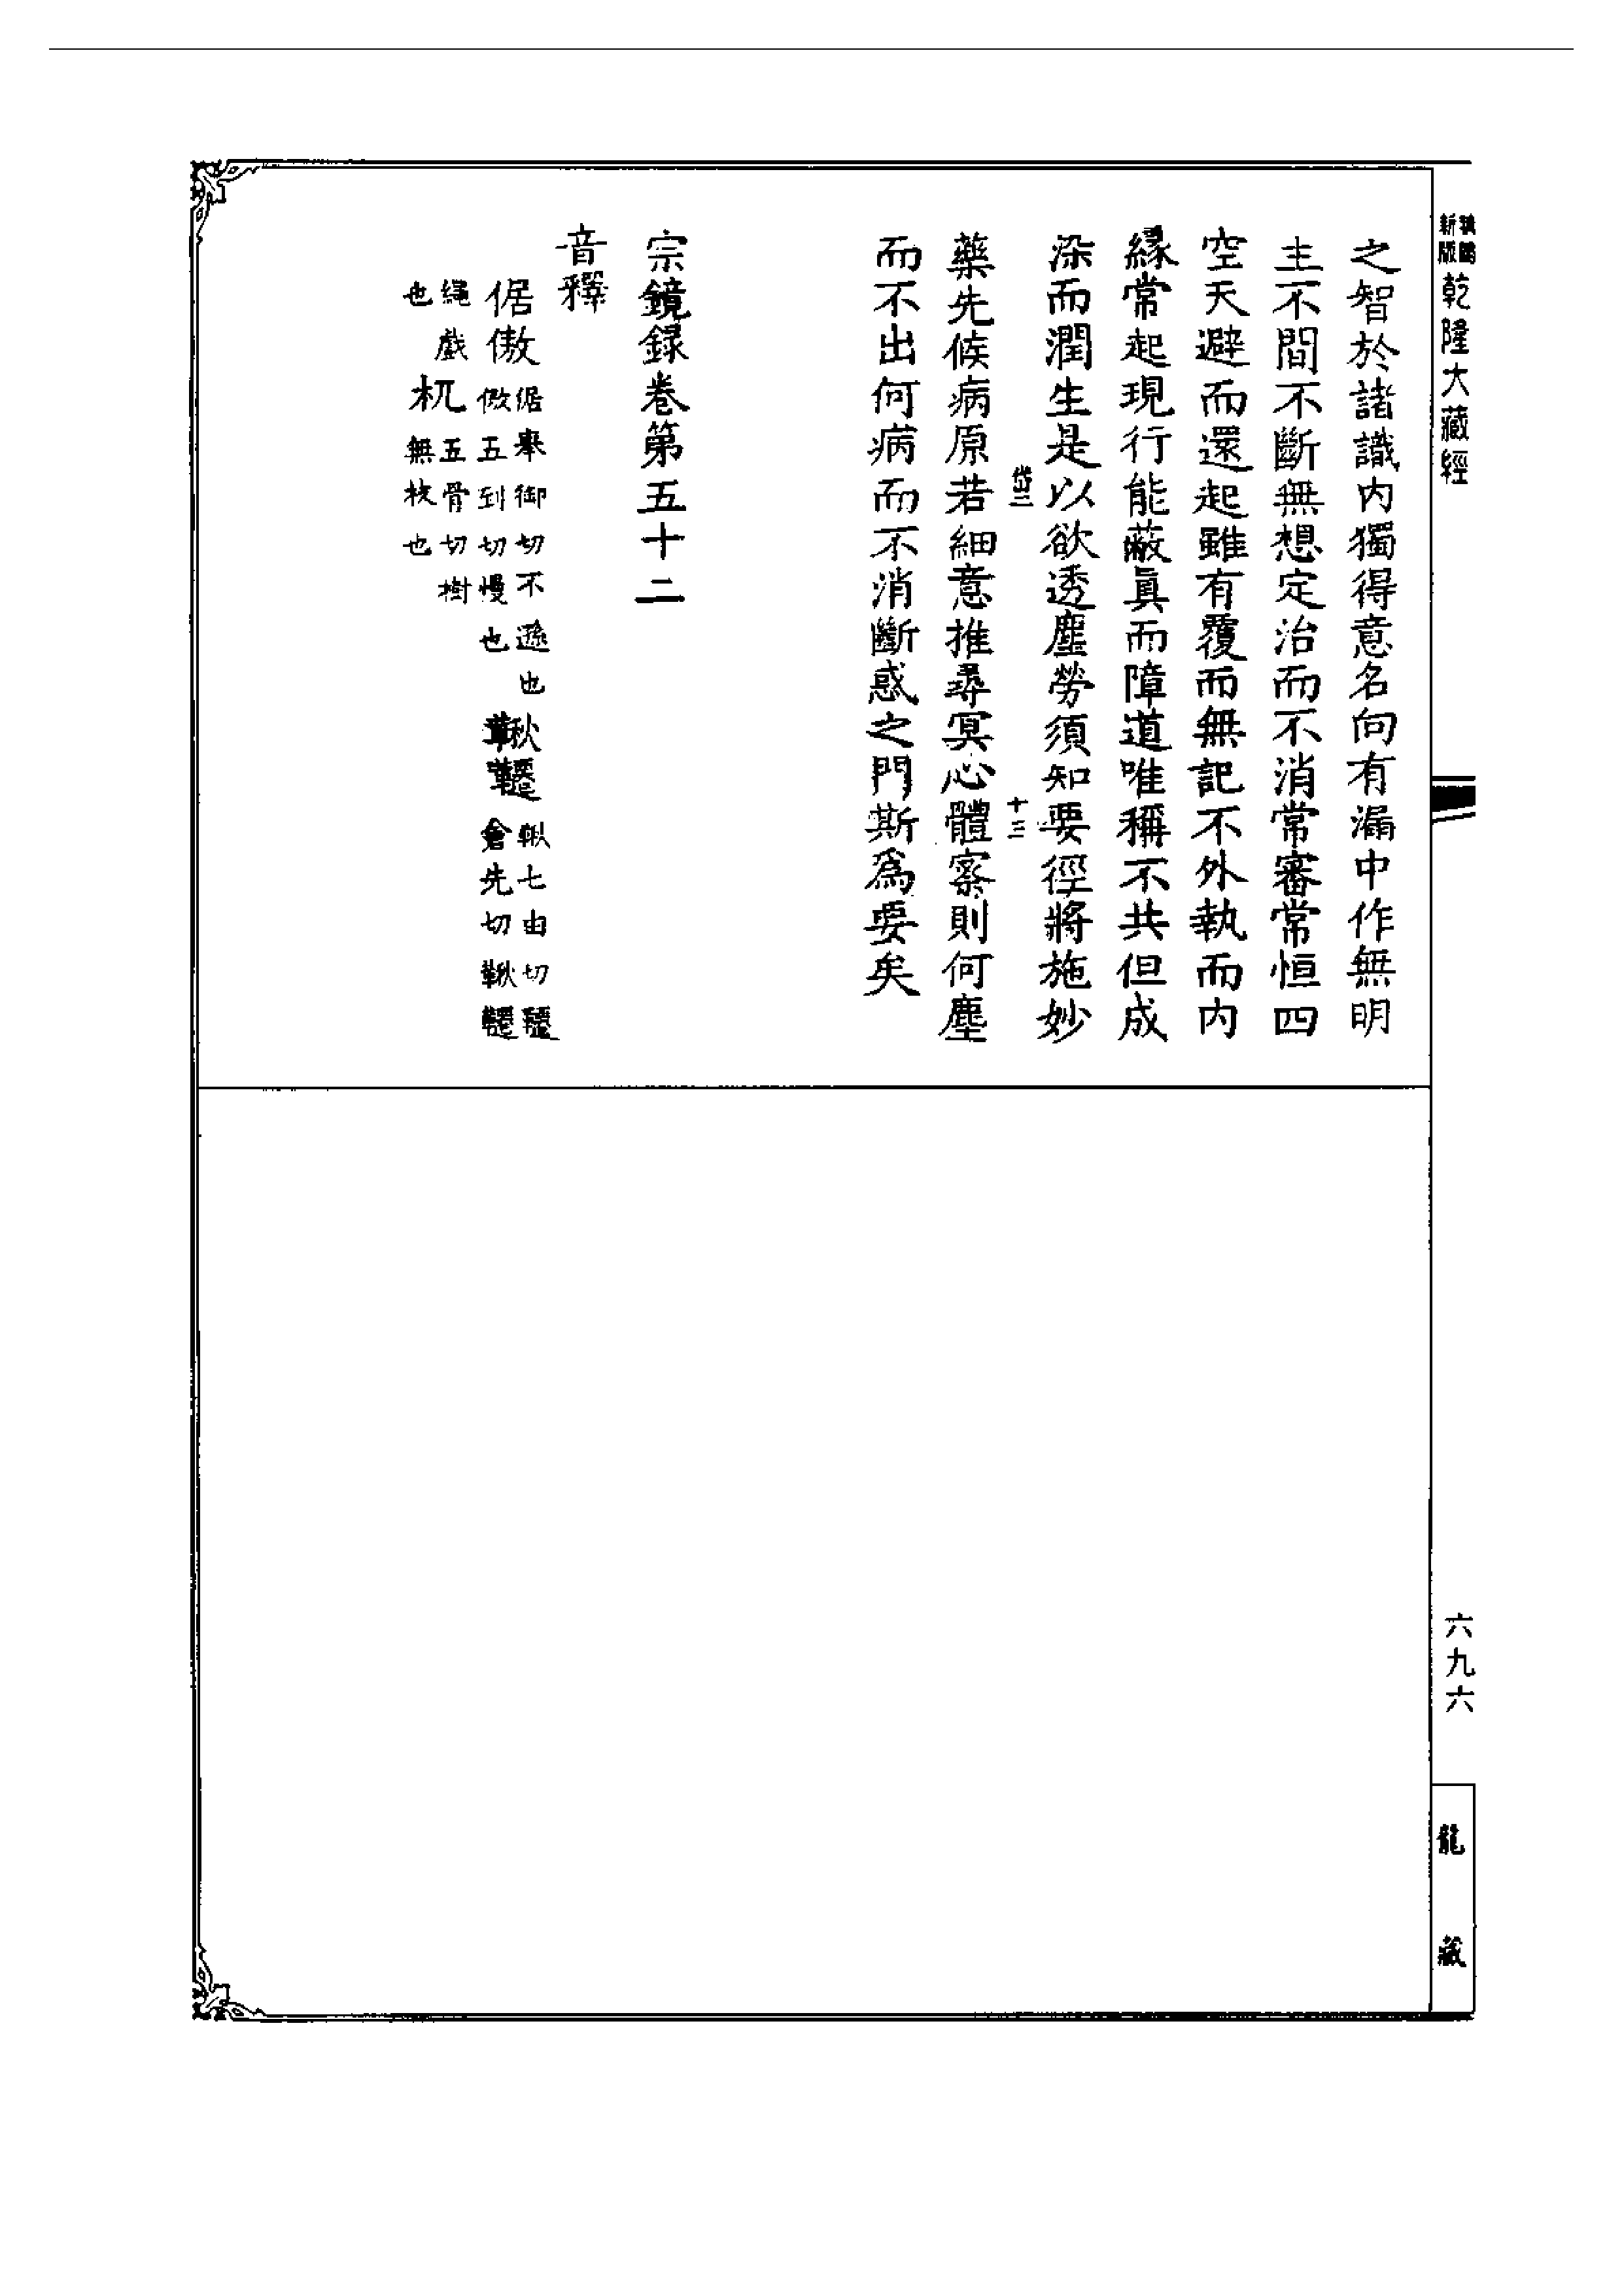 新版
乾隆大藏經
之智於諸識內獨得意名向有漏中作無明
主不間不斷無想定治而不消常審常恒四
空天避而還起雖有覆而無記不外執而內
緣常起現行能蔽眞而障道唯稱不共但成
染而潤生是以欲透塵勞須知要徑將施妙
岱三 十三
藥先候病原若細意推尋冥心體察則何塵
而不出何病而不消斷惑之門斯爲要矣
宗鏡録卷第五十二
音釋
倨傲
倨舉御切不遜也
傲五到切慢也
鞦韆
鞦七由切韆
倉先切鞦韆
繩戲
也
杌
五骨切樹
無枝也
六九六
龍藏